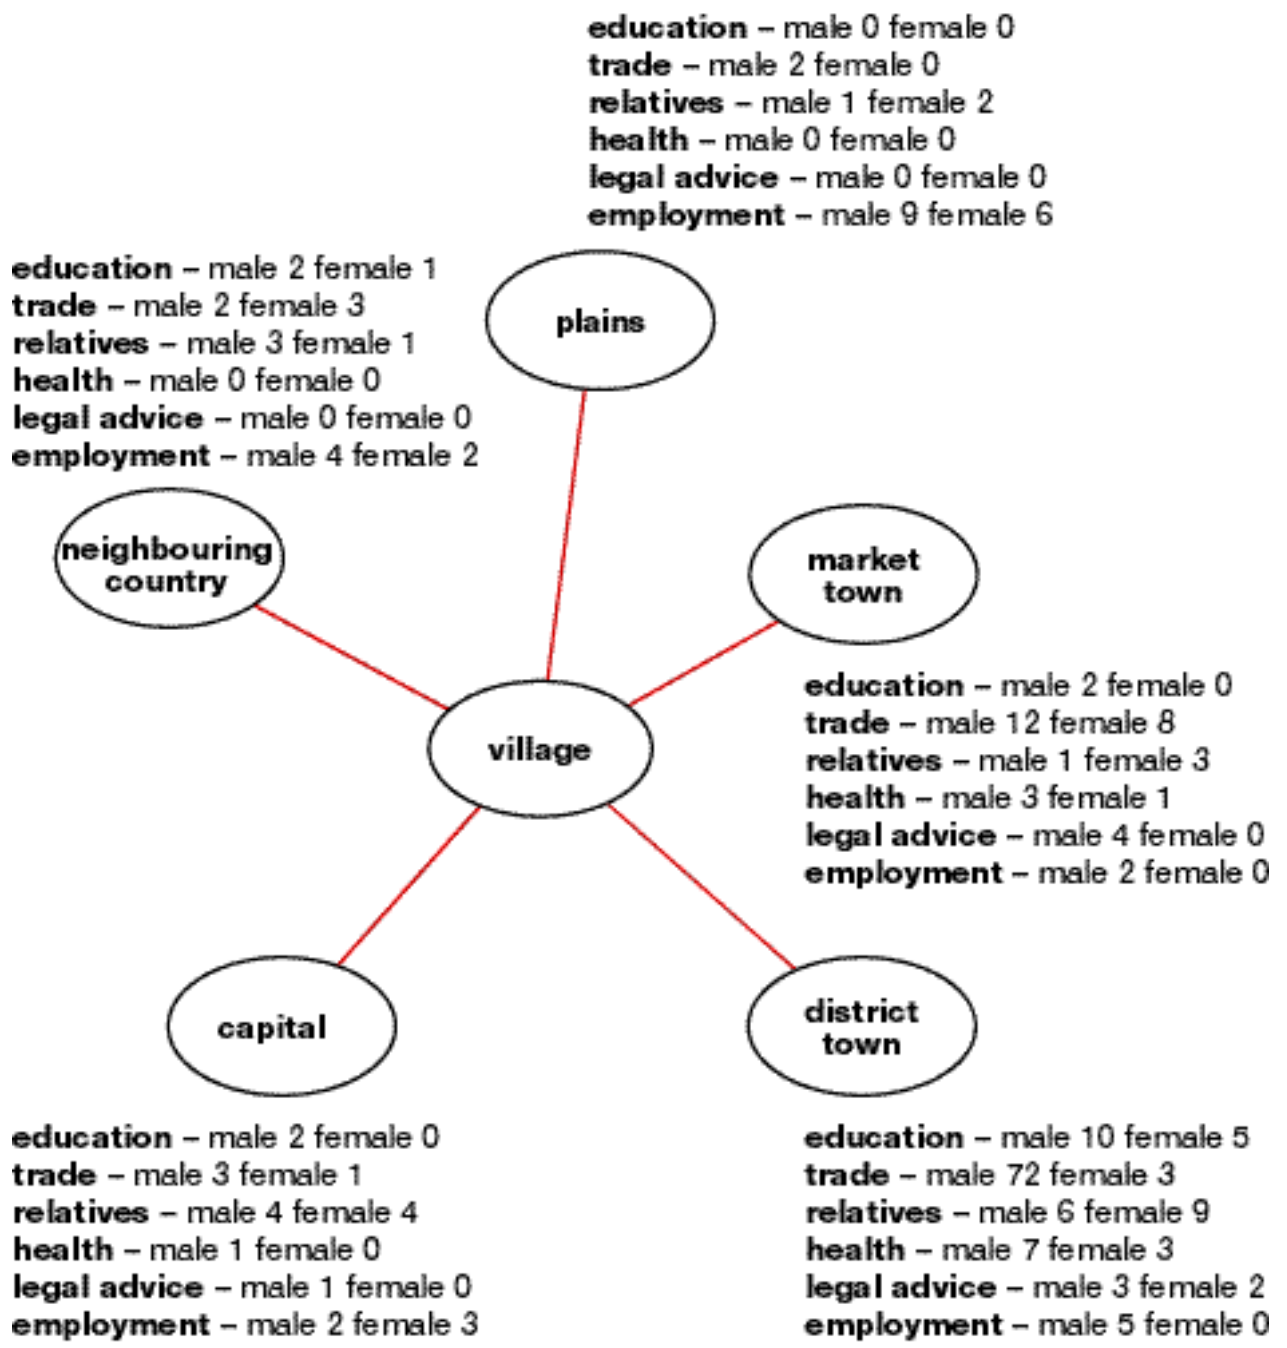 education – male 0 female 0
trade – male 2 female 0
relatives – male 1 female 2
health – male 0 female 0
legal advice – male 0 female 0
employment – male 9 female 6
plains
education – male 2 female 1
trade – male 2 female 3
relatives – male 3 female 1
health – male 0 female 0
legal advice – male 0 female 0
employment – male 4 female 2
neighbouring
country
market
town
education – male 2 female 0
trade – male 12 female 8
relatives – male 1 female 3
health – male 3 female 1
legal advice – male 4 female 0
employment – male 2 female 0
village
capital
education – male 2 female 0
trade – male 3 female 1
relatives – male 4 female 4
health – male 1 female 0
legal advice – male 1 female 0
employment – male 2 female 3
district
town
education – male 10 female 5
trade – male 72 female 3
relatives – male 6 female 9
health – male 7 female 3
legal advice – male 3 female 2
employment – male 5 female 0